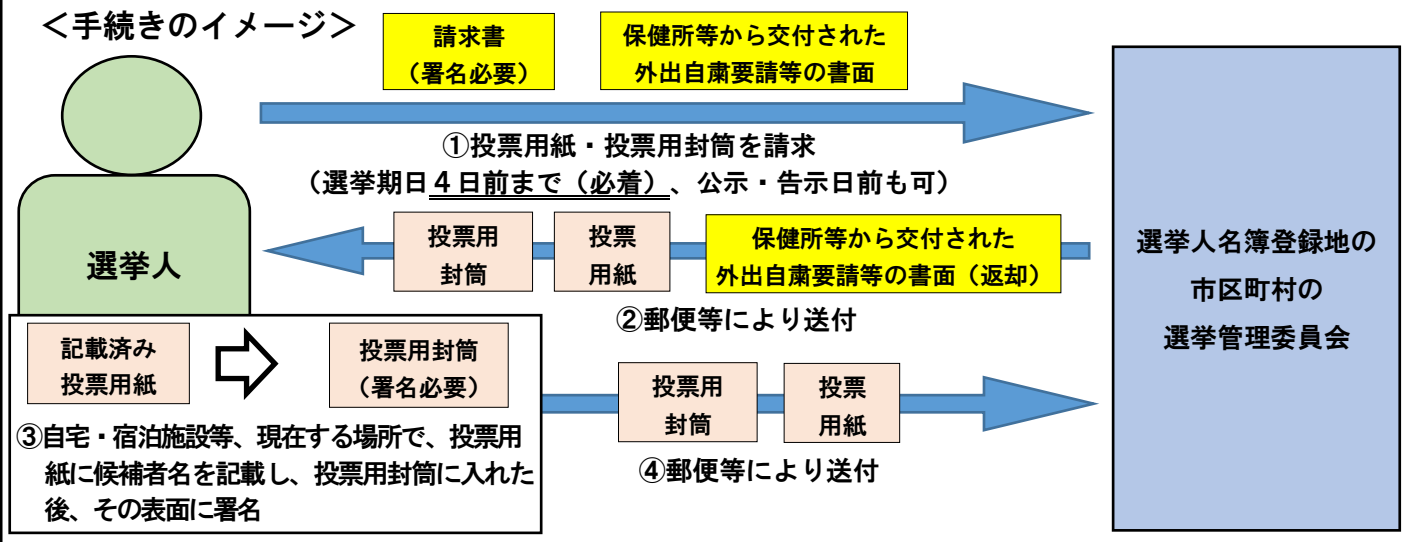 ＜手続きのイメージ＞
請求書
（署名必要）
保健所等から交付された
外出自粛要請等の書面
①投票用紙・投票用封筒を請求
（選挙期日４日前まで（必着）、公示・告示日前も可）
選挙人
投票用
封筒
投票
用紙
保健所等から交付された
外出自粛要請等の書面（返却）
②郵便等により送付
選挙人名簿登録地の
市区町村の
選挙管理委員会
記載済み
投票用紙
投票用封筒
（署名必要）
③自宅・宿泊施設等、現在する場所で、投票用
紙に候補者名を記載し、投票用封筒に入れた
後、その表面に署名
投票用
封筒
投票
用紙
④郵便等により送付